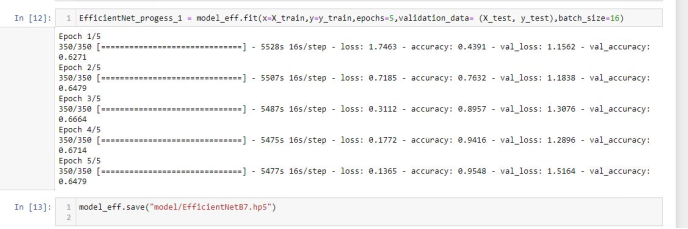 In [12]: 1 EfficientNet_progess_1 = model_eff.fit(x=X_train,y=y_train,epochs=5,validation_data= (X_test, y_test),batch_size=16)
Epoch 1/5
350/350 [==============================] - 5528s 16s/step - loss: 1.7463 - accuracy: 0.4391 - val_loss: 1.1562 - val_accuracy:
0.6271
Epoch 2/5
350/350 [==============================] - 5507s 16s/step - loss: 0.7185 - accuracy: 0.7632 - val_loss: 1.1838 - val_accuracy:
0.6479
Epoch 3/5
350/350 [==============================] - 5487s 16s/step - loss: 0.3112 - accuracy: 0.8957 - val_loss: 1.3076 - val_accuracy:
0.6664
Epoch 4/5
350/350 [==============================] - 5475s 16s/step - loss: 0.1772 - accuracy: 0.9416 - val_loss: 1.2896 - val_accuracy:
0.6714
Epoch 5/5
350/350 [==============================] - 5477s 16s/step - loss: 0.1365 - accuracy: 0.9548 - val_loss: 1.5164 - val_accuracy:
0.6479
In [13]: 1 model_eff.save("model/EfficientNetB7.hp5")
2